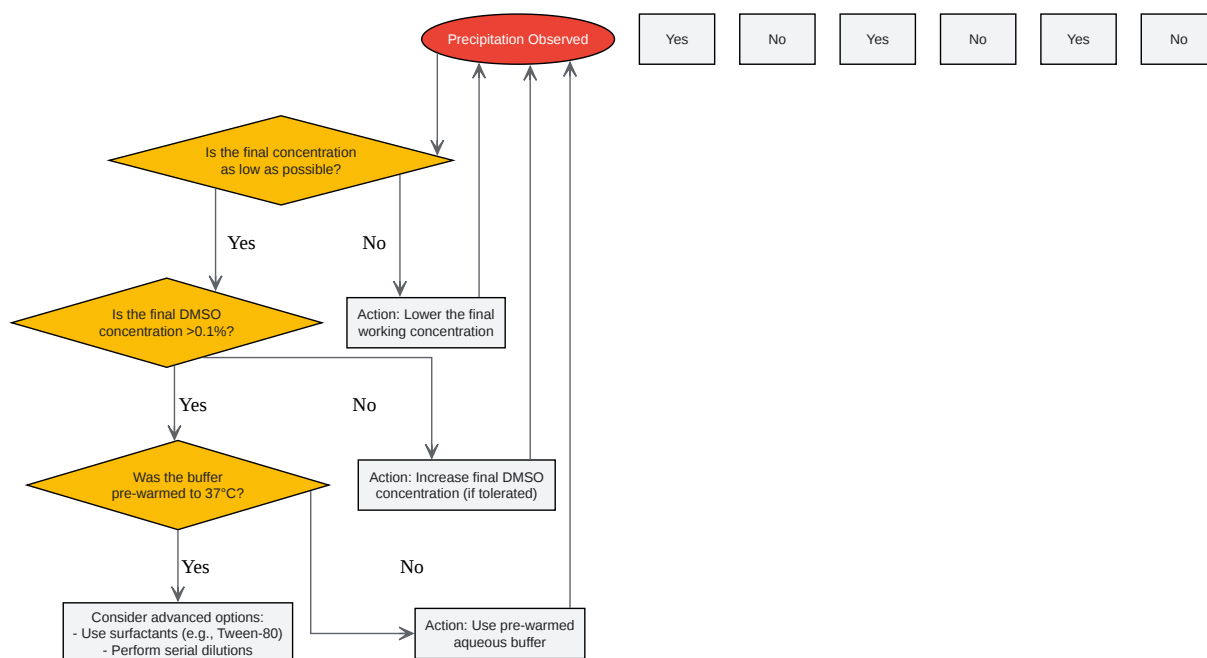 Precipitation Observed
Yes
No
Yes
No
Yes
No
Is the final concentration
as low as possible?
Yes
No
Is the final DMSO
concentration >0.1%?
Action: Lower the final
working concentration
Yes
No
Was the buffer
pre-warmed to 37°C?
Action: Increase final DMSO
concentration (if tolerated)
Yes
No
Consider advanced options:
- Use surfactants (e.g., Tween-80)
- Perform serial dilutions
Action: Use pre-warmed
aqueous buffer